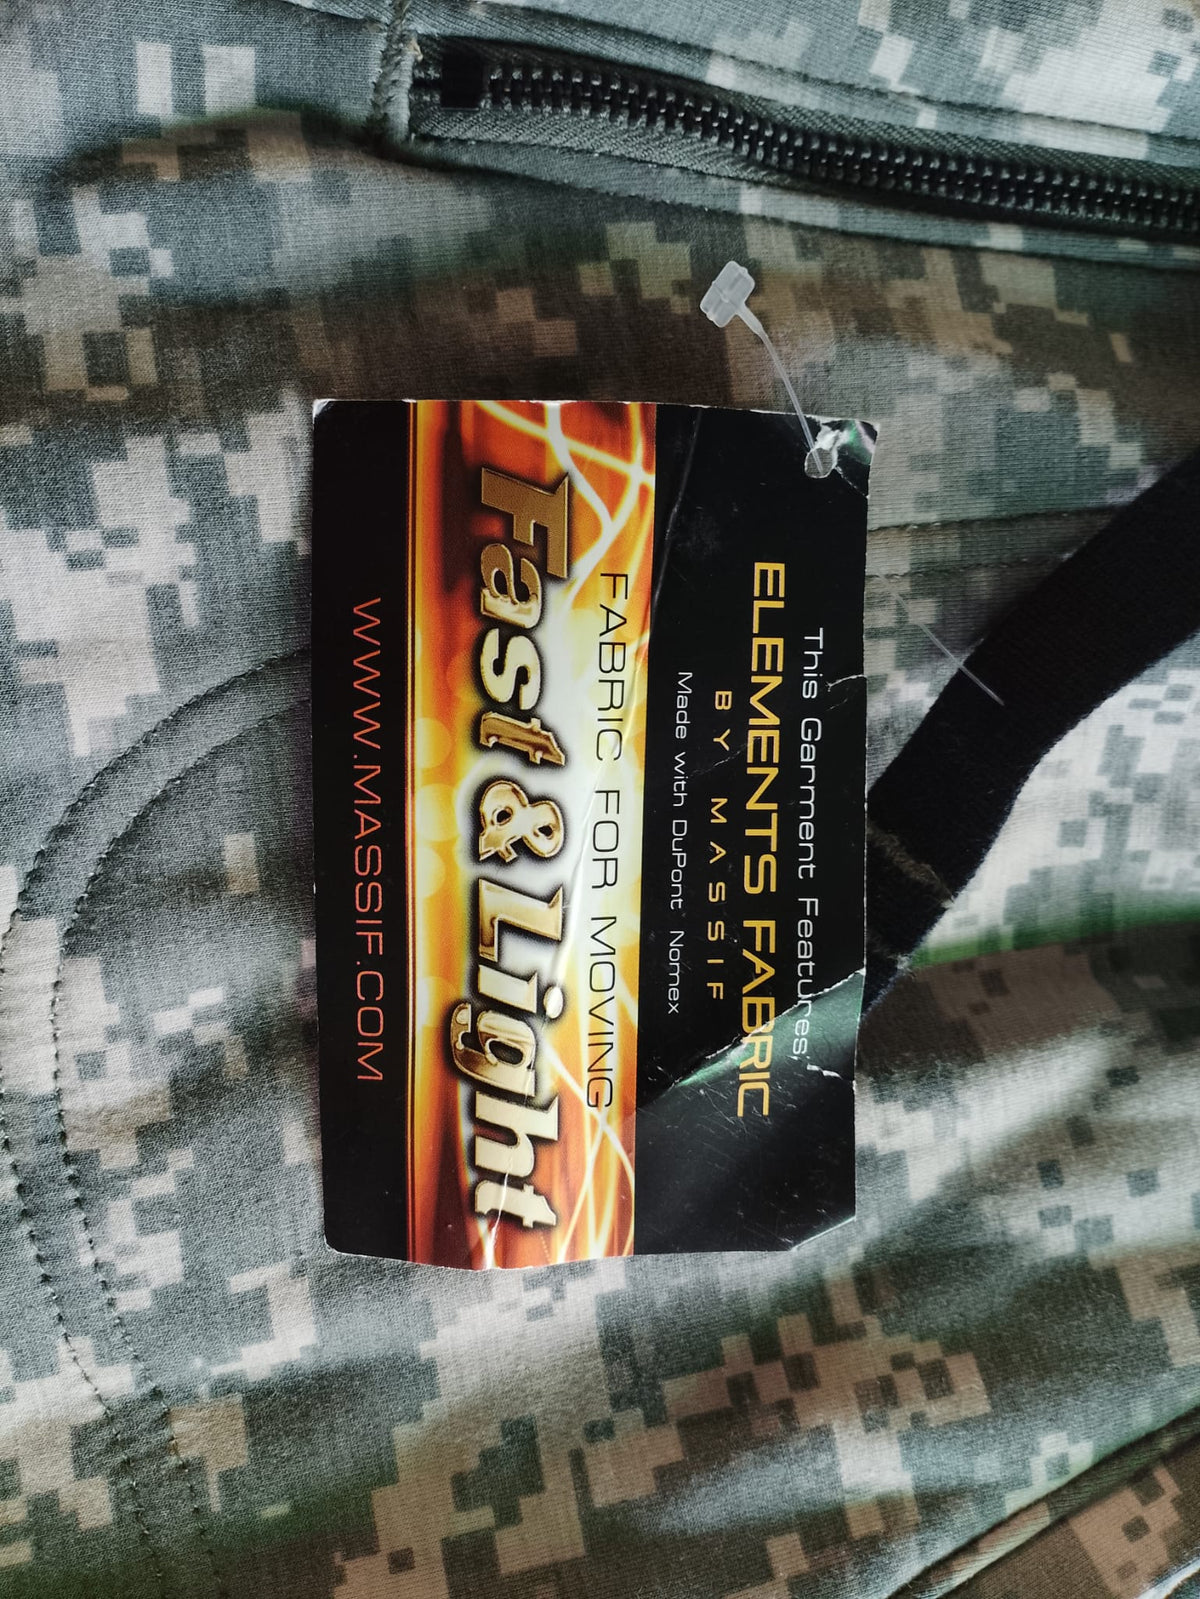 This Garment Features;
ELEMENTS FABRIC
BY MASSIF
Made with DuPont Nomex
FABRIC FOR MOVING
Fast & Light
WWW.MASSIF.COM